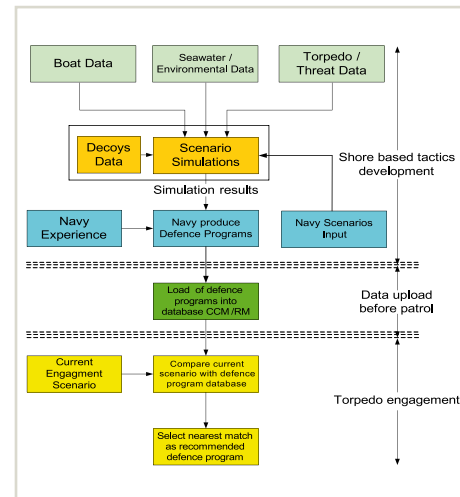 Boat Data
Seawater /
Environmental Data
Torpedo /
Threat Data
Decoys
Data
Scenario
Simulations
Shore based tactics
development
Simulation results
Navy
Experience
Navy produce
Defence Programs
Navy Scenarios
Input
Load of defence
programs into
database CCM /RM
Data upload
before patrol
Current
Engagment
Scenario
Compare current
scenario with defence
program database
Torpedo engagement
Select nearest match
as recommended
defence program